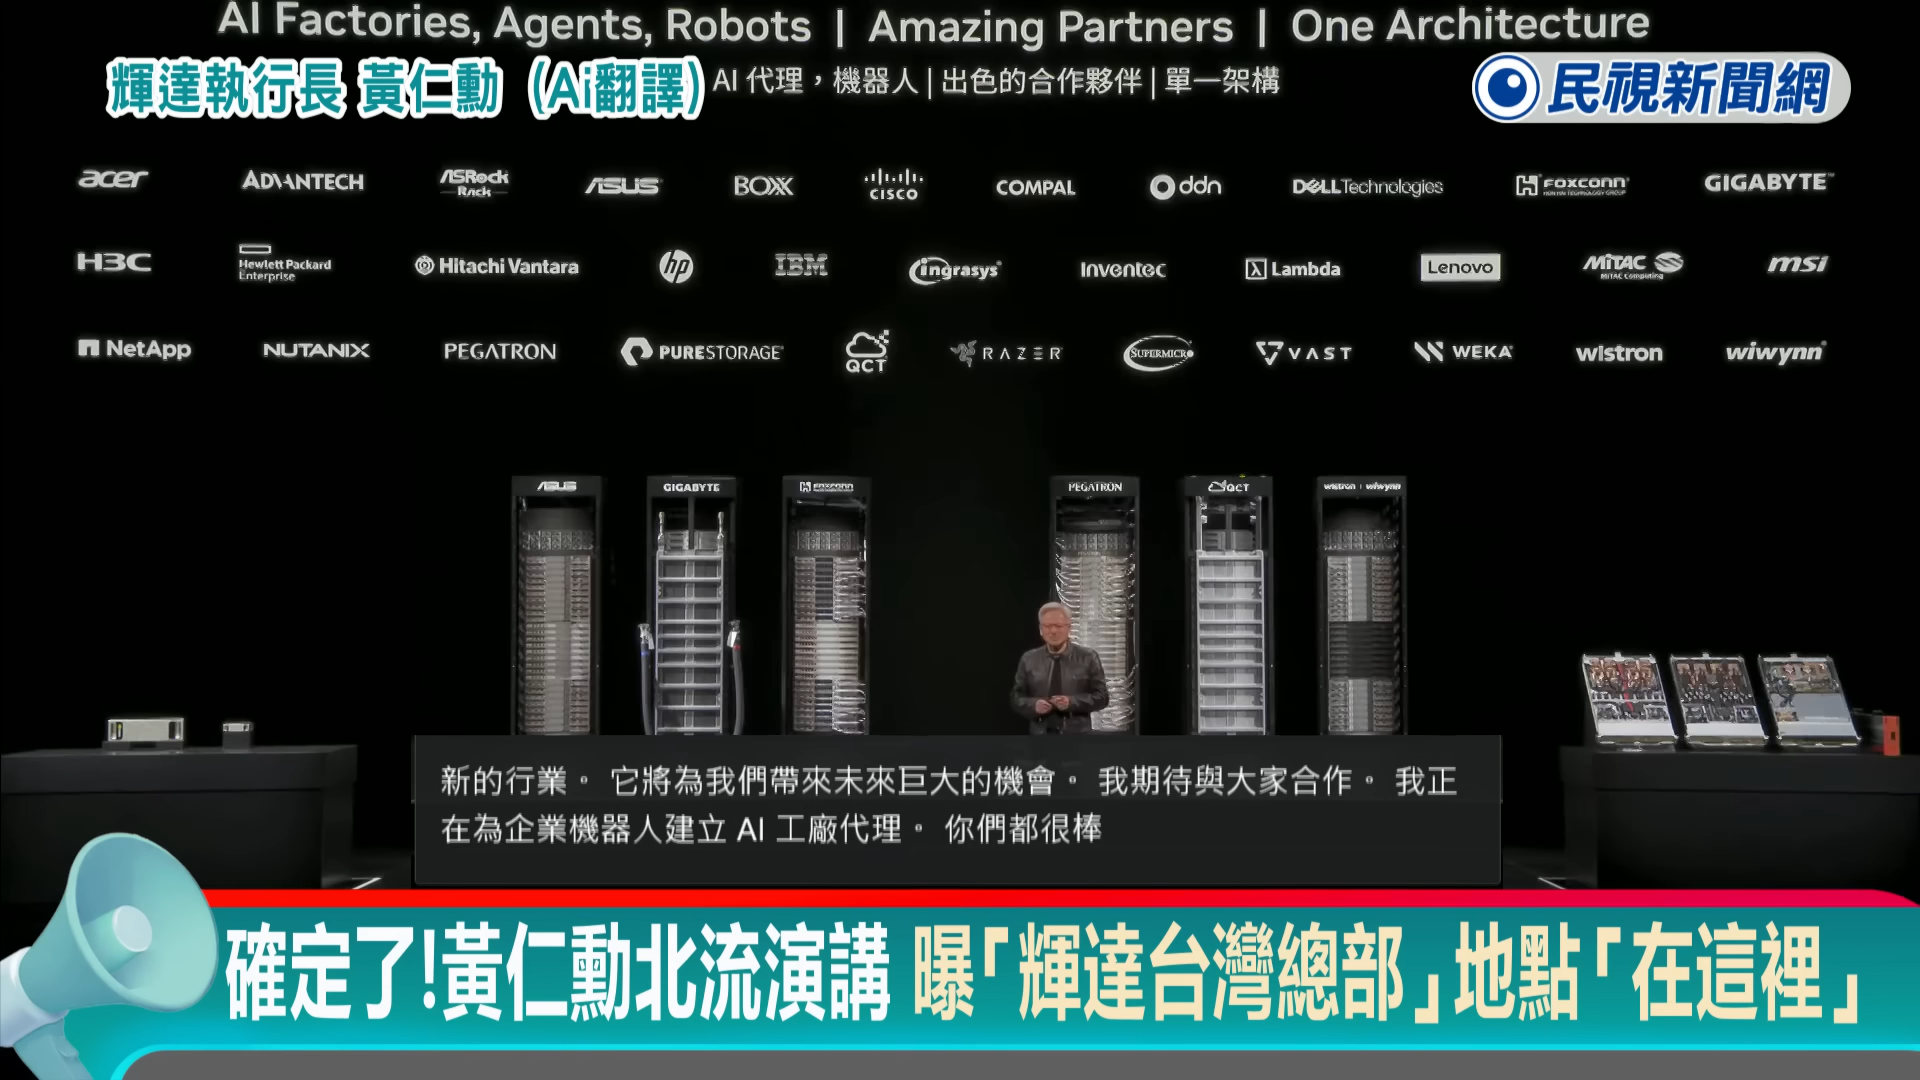 AI Factories, Agents, Robots | Amazing Partners | One Architecture
輝達執行長 黃仁勳 (Ai翻譯)
AI 代理，機器人 | 出色的合作夥伴 | 單一架構
民視新聞網
acer ADVANTECH ASRock Rack ASUS BOXX CISCO COMPAL ddn DELL Technologies FOXCONN GIGABYTE
H3C Hewlett Packard Enterprise Hitachi Vantara hp IBM ingrasys Inventec Lambda Lenovo MiTAC MiTAC Computing msi
NetApp NUTANIX PEGATRON PURESTORAGE QCT RAZER SUPERMICRO VAST WEKA wistron wiwynn
ASUS GIGABYTE FOXCONN PEGATRON QCT wistron | wiwynn
新的行業。 它將為我們帶來未來巨大的機會。 我期待與大家合作。 我正
在為企業機器人建立 AI 工廠代理。 你們都很棒
確定了!黃仁勳北流演講 曝「輝達台灣總部」地點「在這裡」